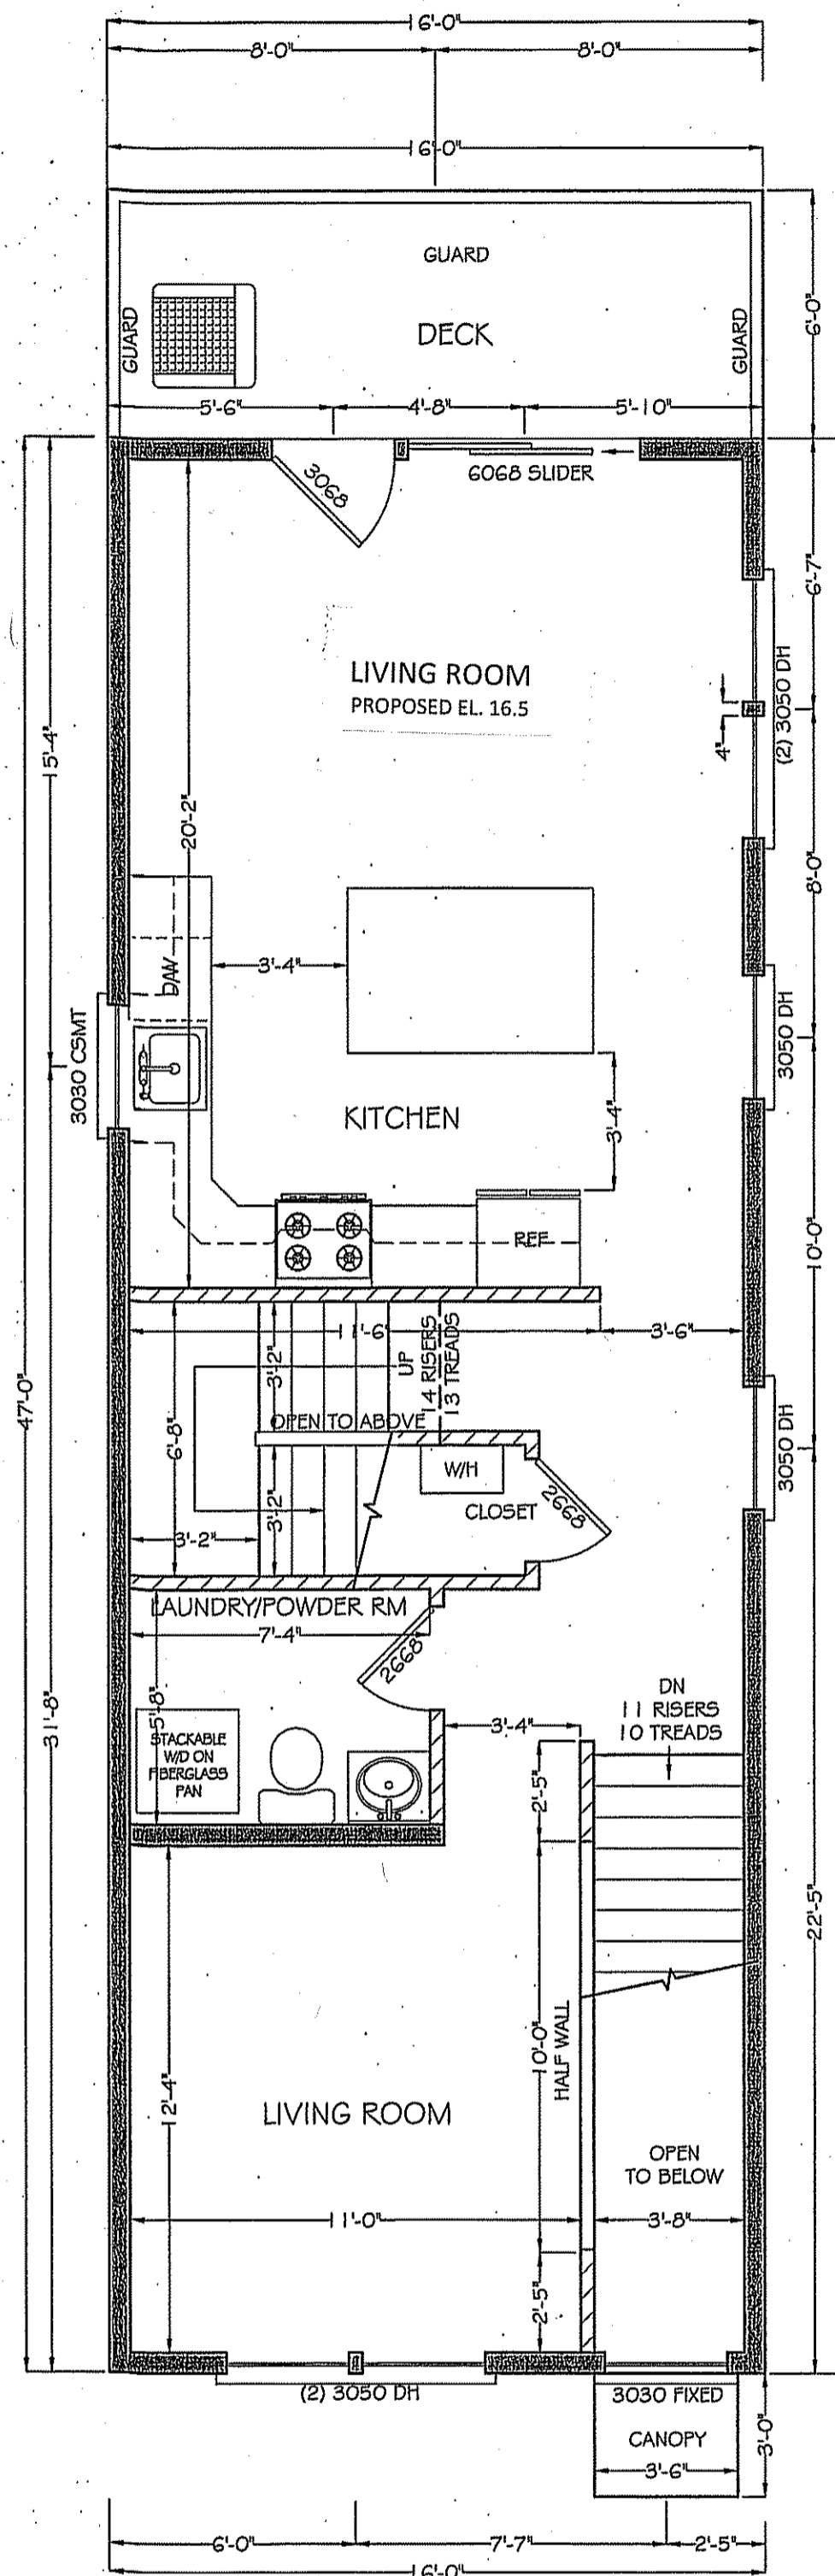 16'-0"
8'-0"
8'-0"
16'-0"
GUARD
GUARD
DECK
GUARD
6'-0"
5'-6"
4'-8"
5'-10"
3068
6068 SLIDER
6'-7"
LIVING ROOM
PROPOSED EL. 16.5
4"
(2) 3050 DH
15'-4"
20'-2"
8'-0"
D/W
3'-4"
3030 CSMT
3050 DH
KITCHEN
3'-4"
REF
10'-0"
11'-6"
3'-6"
3'-2"
UP
14 RISERS
13 TREADS
47'-0"
6'-8"
OPEN TO ABOVE
W/H
3050 DH
CLOSET
2668
3'-2"
3'-2"
LAUNDRY/POWDER RM
7'-4"
2668
31'-8"
5'-8"
STACKABLE
W/D ON
FIBERGLASS
PAN
3'-4"
DN
11 RISERS
10 TREADS
2'-5"
22'-5"
10'-0"
HALF WALL
12'-4"
LIVING ROOM
OPEN
TO BELOW
11'-0"
3'-8"
2'-5"
(2) 3050 DH
3030 FIXED
CANOPY
3'-0"
3'-6"
6'-0"
7'-7"
2'-5"
16'-0"